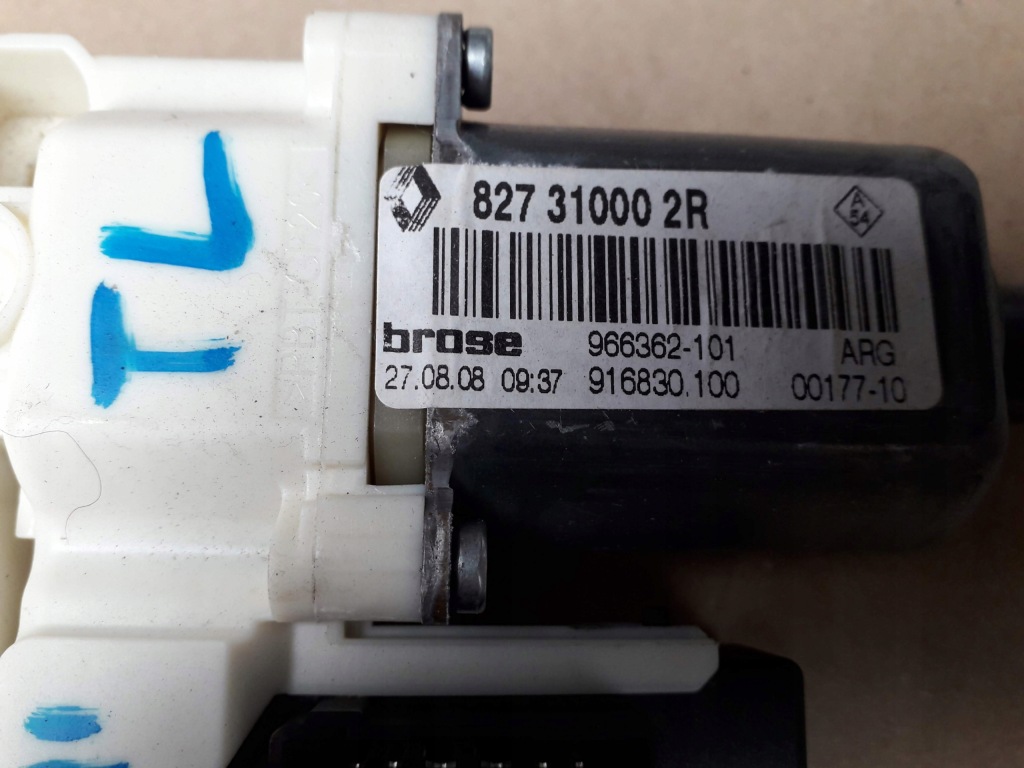 TL
827 31000 2R
A
54
brose 966362-101 ARG
27.08.08 09:37 916830.100 00177-10